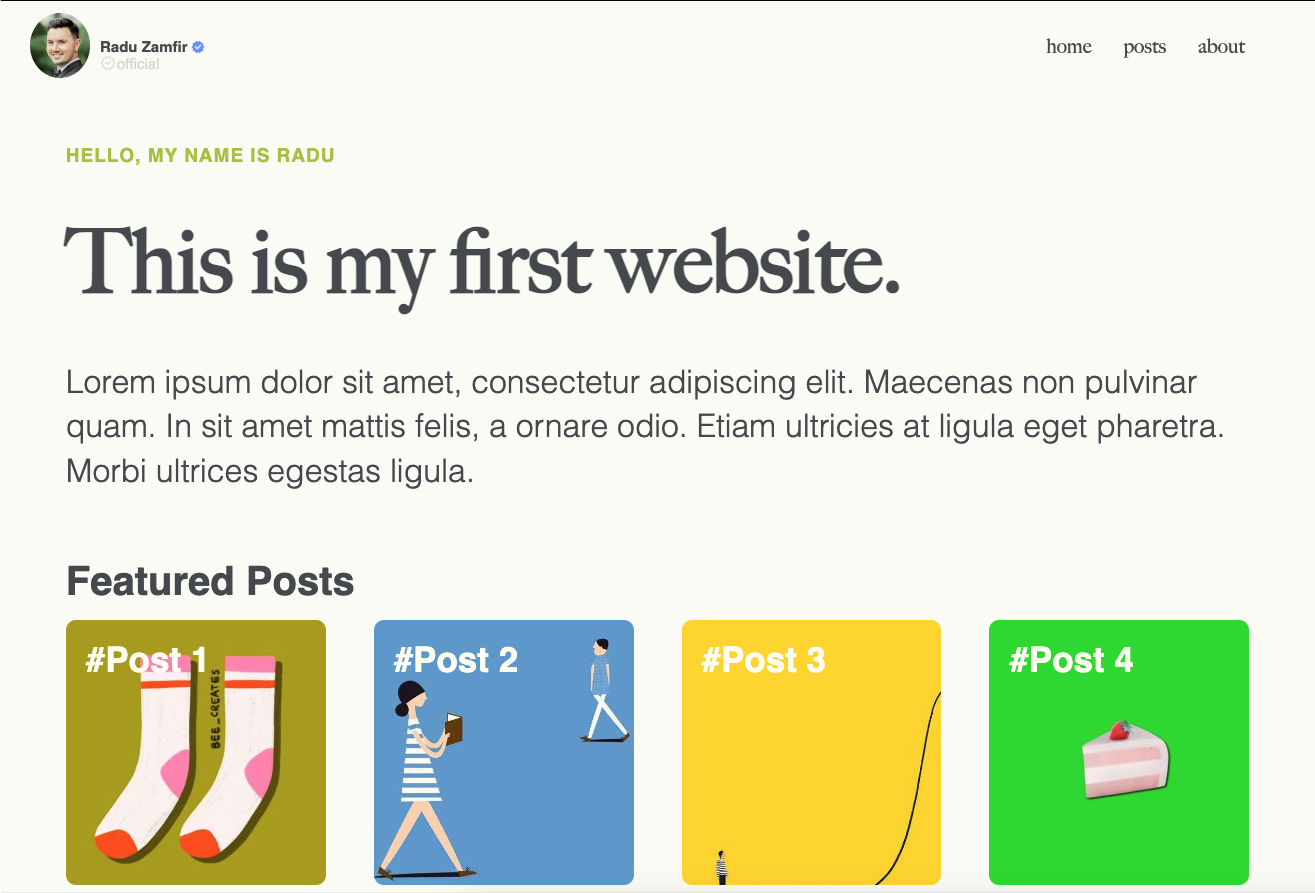 Radu Zamfir
official
home posts about
HELLO, MY NAME IS RADU
This is my first website.
Lorem ipsum dolor sit amet, consectetur adipiscing elit. Maecenas non pulvinar
quam. In sit amet mattis felis, a ornare odio. Etiam ultricies at ligula eget pharetra.
Morbi ultrices egestas ligula.
Featured Posts
#Post 1
BEE_CREATES
#Post 2
#Post 3
#Post 4